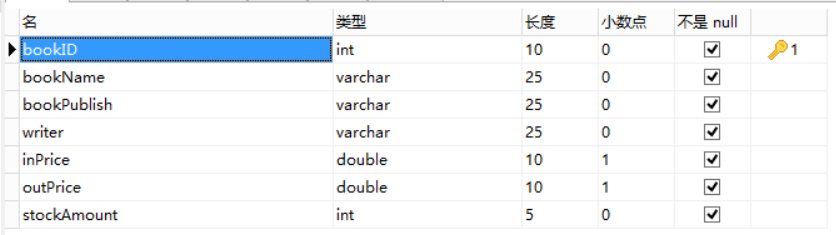 名 类型 长度 小数点 不是 null
bookID int 10 0 1
bookName varchar 25 0
bookPublish varchar 25 0
writer varchar 25 0
inPrice double 10 1
outPrice double 10 1
stockAmount int 5 0